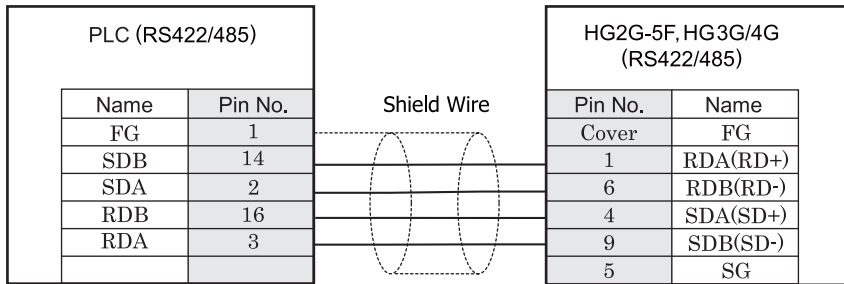 PLC (RS422/485)
HG2G-5F, HG3G/4G
(RS422/485)
Shield Wire
Name Pin No.
FG 1
SDB 14
SDA 2
RDB 16
RDA 3
Pin No. Name
Cover FG
1 RDA(RD+)
6 RDB(RD-)
4 SDA(SD+)
9 SDB(SD-)
5 SG